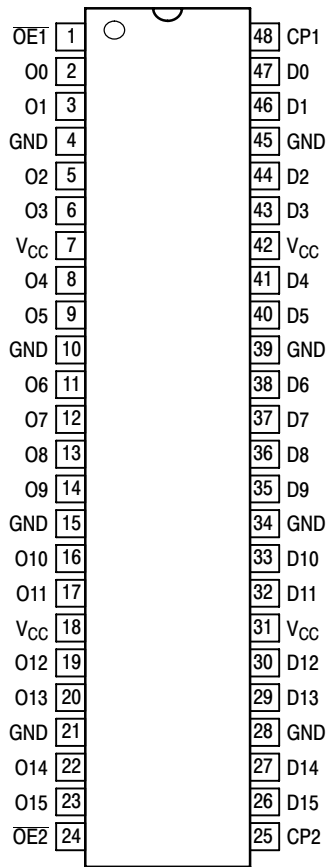 O̅E̅1̅ 1 48 CP1
O0 2 47 D0
O1 3 46 D1
GND 4 45 GND
O2 5 44 D2
O3 6 43 D3
VCC 7 42 VCC
O4 8 41 D4
O5 9 40 D5
GND 10 39 GND
O6 11 38 D6
O7 12 37 D7
O8 13 36 D8
O9 14 35 D9
GND 15 34 GND
O10 16 33 D10
O11 17 32 D11
VCC 18 31 VCC
O12 19 30 D12
O13 20 29 D13
GND 21 28 GND
O14 22 27 D14
O15 23 26 D15
O̅E̅2̅ 24 25 CP2